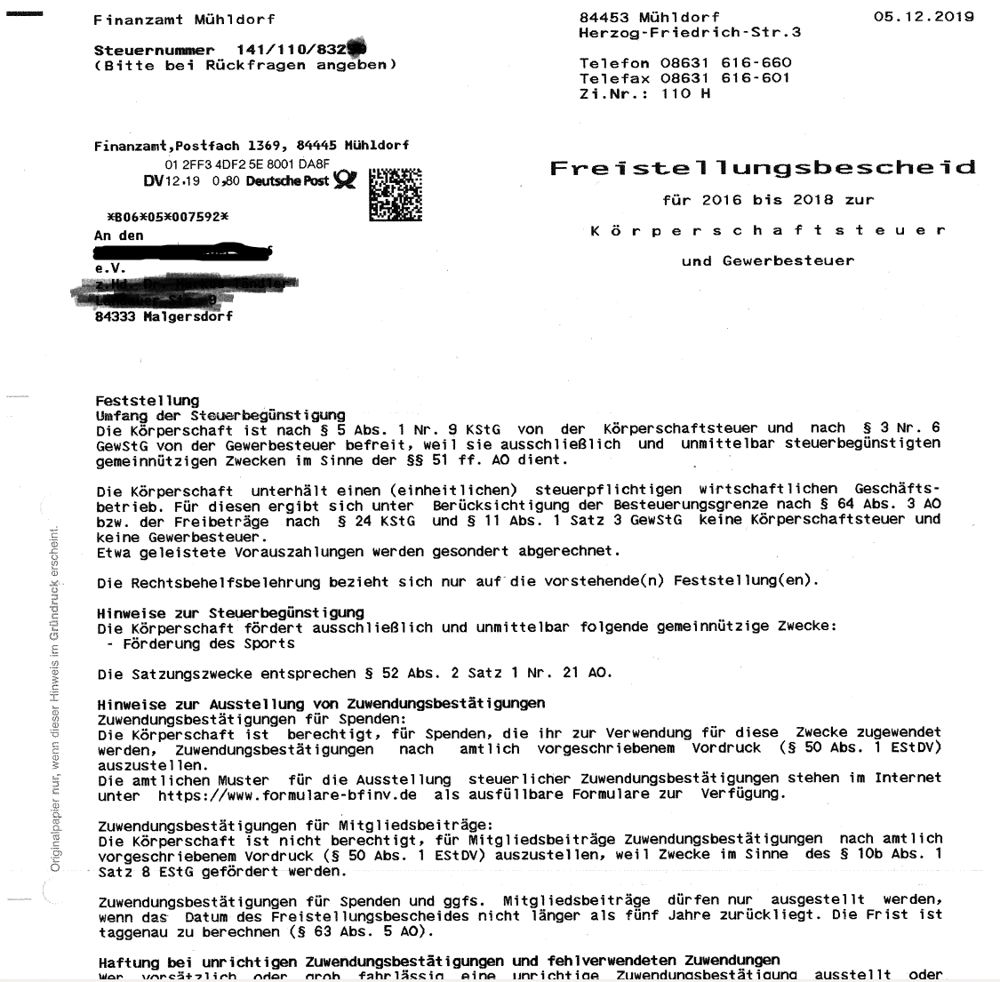 Finanzamt Mühldorf
Steuernummer 141/110/832
(Bitte bei Rückfragen angeben)
84453 Mühldorf
Herzog-Friedrich-Str.3
05.12.2019
Telefon 08631 616-660
Telefax 08631 616-601
Zi.Nr.: 110 H
Finanzamt,Postfach 1369, 84445 Mühldorf
01 2FF3 4DF2 5E 8001 DA8F
DV 12.19 0,80 Deutsche Post
*B06*05*007592*
An den
e.V.
84333 Malgersdorf
Freistellungsbescheid
für 2016 bis 2018 zur
Körperschaftsteuer
und Gewerbesteuer
Feststellung
Umfang der Steuerbegünstigung
Die Körperschaft ist nach § 5 Abs. 1 Nr. 9 KStG von der Körperschaftsteuer und nach § 3 Nr. 6
GewStG von der Gewerbesteuer befreit, weil sie ausschließlich und unmittelbar steuerbegünstigten
gemeinnützigen Zwecken im Sinne der §§ 51 ff. AO dient.
Die Körperschaft unterhält einen (einheitlichen) steuerpflichtigen wirtschaftlichen Geschäfts-
betrieb. Für diesen ergibt sich unter Berücksichtigung der Besteuerungsgrenze nach § 64 Abs. 3 AO
bzw. der Freibeträge nach § 24 KStG und § 11 Abs. 1 Satz 3 GewStG keine Körperschaftsteuer und
keine Gewerbesteuer.
Etwa geleistete Vorauszahlungen werden gesondert abgerechnet.
Die Rechtsbehelfsbelehrung bezieht sich nur auf die vorstehende(n) Feststellung(en).
Hinweise zur Steuerbegünstigung
Die Körperschaft fördert ausschließlich und unmittelbar folgende gemeinnützige Zwecke:
- Förderung des Sports
Die Satzungszwecke entsprechen § 52 Abs. 2 Satz 1 Nr. 21 AO.
Hinweise zur Ausstellung von Zuwendungsbestätigungen
Zuwendungsbestätigungen für Spenden:
Die Körperschaft ist berechtigt, für Spenden, die ihr zur Verwendung für diese Zwecke zugewendet
werden, Zuwendungsbestätigungen nach amtlich vorgeschriebenem Vordruck (§ 50 Abs. 1 EStDV)
auszustellen.
Die amtlichen Muster für die Ausstellung steuerlicher Zuwendungsbestätigungen stehen im Internet
unter https://www.formulare-bfinv.de als ausfüllbare Formulare zur Verfügung.
Zuwendungsbestätigungen für Mitgliedsbeiträge:
Die Körperschaft ist nicht berechtigt, für Mitgliedsbeiträge Zuwendungsbestätigungen nach amtlich
vorgeschriebenem Vordruck (§ 50 Abs. 1 EStDV) auszustellen, weil Zwecke im Sinne des § 10b Abs. 1
Satz 8 EStG gefördert werden.
Zuwendungsbestätigungen für Spenden und ggfs. Mitgliedsbeiträge dürfen nur ausgestellt werden,
wenn das Datum des Freistellungsbescheides nicht länger als fünf Jahre zurückliegt. Die Frist ist
taggenau zu berechnen (§ 63 Abs. 5 AO).
Haftung bei unrichtigen Zuwendungsbestätigungen und fehlverwendeten Zuwendungen
Wer vorsätzlich oder grob fahrlässig eine unrichtige Zuwendungsbestätigung ausstellt oder
Originalpapier nur, wenn dieser Hinweis im Gründruck erscheint.